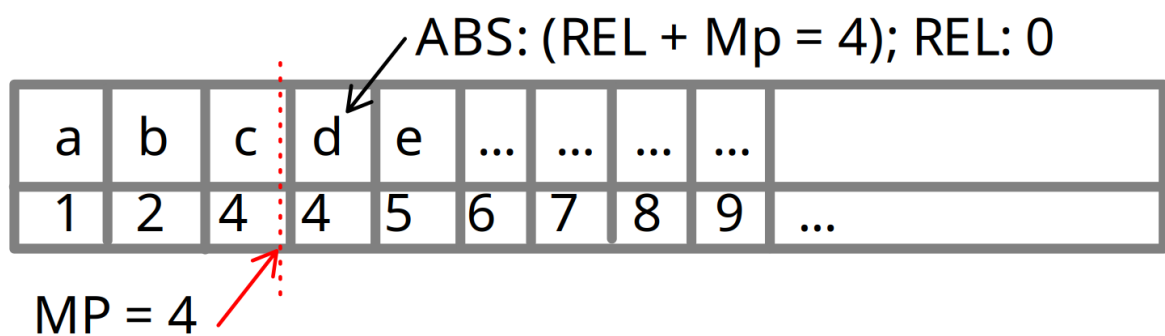 ABS: (REL + Mp = 4); REL: 0
a b c d e ... ... ... ...
1 2 4 4 5 6 7 8 9 ...
MP = 4